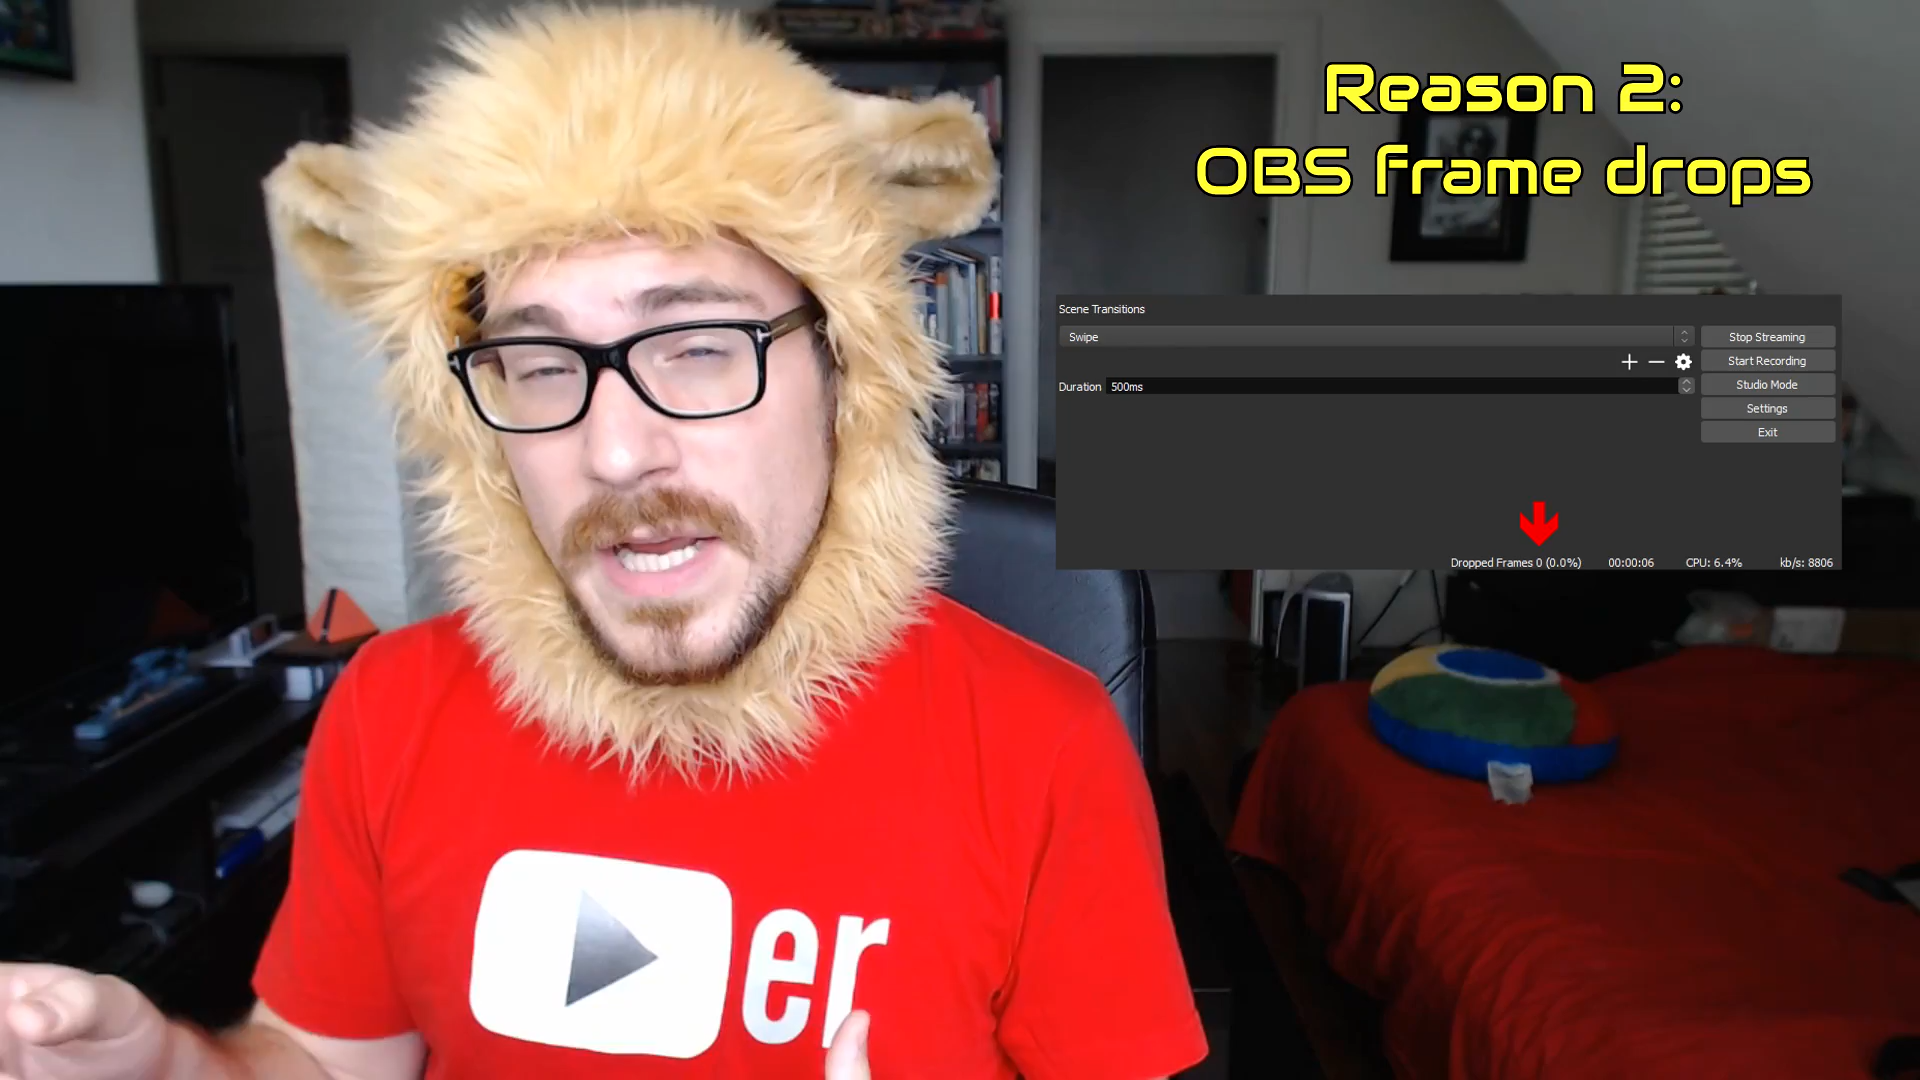 Reason 2:
OBS frame drops
Scene Transitions
Swipe
Stop Streaming
Start Recording
Duration 500ms
Studio Mode
Settings
Exit
Dropped Frames 0 (0.0%) 00:00:06 CPU: 6.4% kb/s: 8806
er